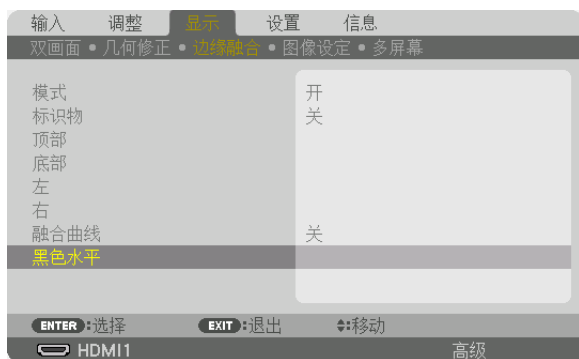 输入 调整 显示 设置 信息
双画面 • 几何修正 • 边缘融合 • 图像设定 • 多屏幕
模式 开
标识物 关
顶部
底部
左
右
融合曲线 关
黑色水平
ENTER :选择 EXIT :退出 :移动
HDMI1 高级